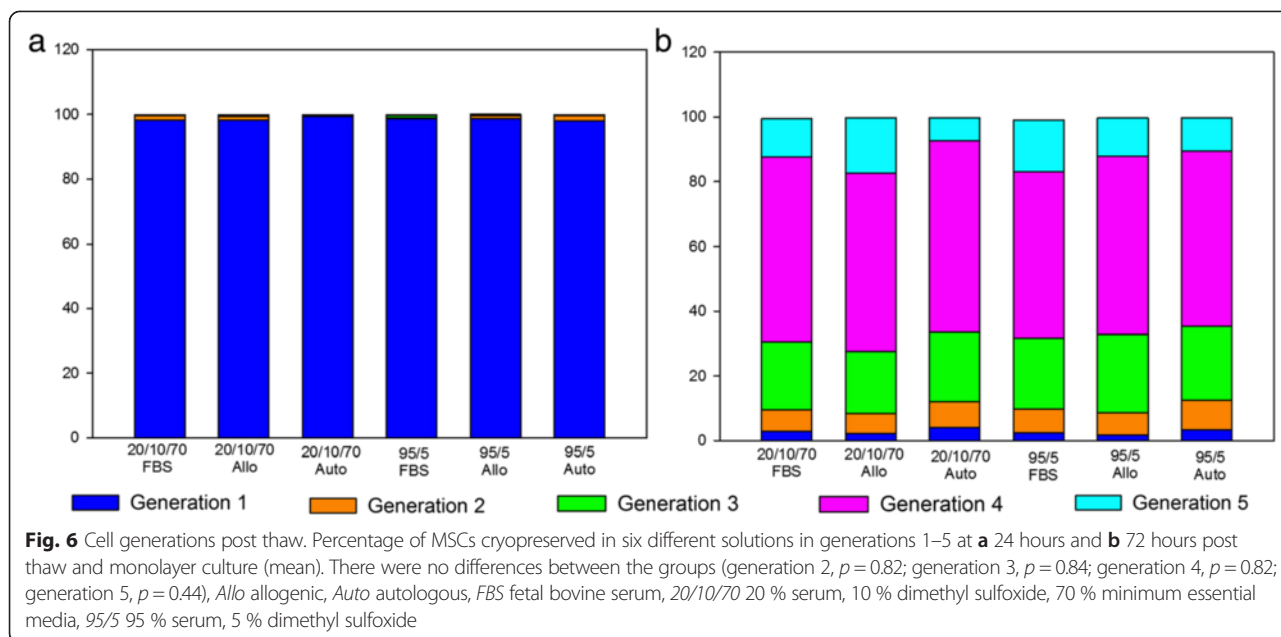 a
120
100
80
60
40
20
0
20/10/70 FBS
20/10/70 Allo
20/10/70 Auto
95/5 FBS
95/5 Allo
95/5 Auto
b
120
100
80
60
40
20
0
20/10/70 FBS
20/10/70 Allo
20/10/70 Auto
95/5 FBS
95/5 Allo
95/5 Auto
Generation 1 Generation 2 Generation 3 Generation 4 Generation 5
Fig. 6 Cell generations post thaw. Percentage of MSCs cryopreserved in six different solutions in generations 1–5 at a 24 hours and b 72 hours post
thaw and monolayer culture (mean). There were no differences between the groups (generation 2, p = 0.82; generation 3, p = 0.84; generation 4, p = 0.82;
generation 5, p = 0.44), Allo allogenic, Auto autologous, FBS fetal bovine serum, 20/10/70 20 % serum, 10 % dimethyl sulfoxide, 70 % minimum essential
media, 95/5 95 % serum, 5 % dimethyl sulfoxide